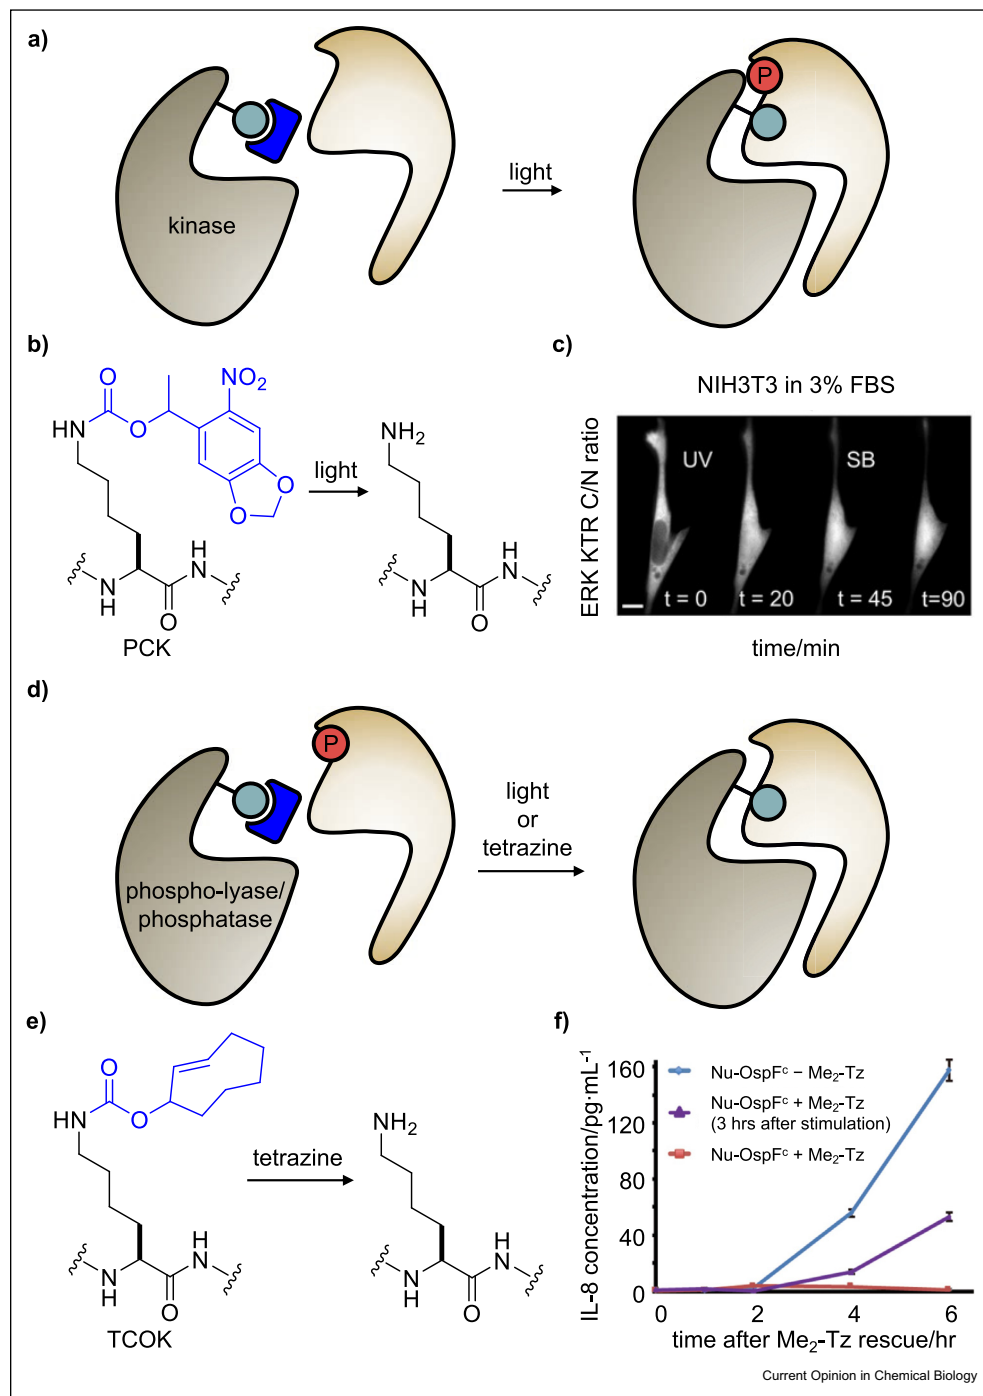 a)
P
kinase
light
b)
O
HN
O
NO2
O
O
N
H
H
N
O
PCK
light
NH2
N
H
H
N
O
c)
NIH3T3 in 3% FBS
ERK KTR C/N ratio
UV
SB
t = 0
t = 20
t = 45
t=90
time/min
d)
P
phospho-lyase/
phosphatase
light
or
tetrazine
e)
O
HN
O
N
H
H
N
O
TCOK
tetrazine
NH2
N
H
H
N
O
f)
IL-8 concentration/pg·mL-1
160
120
80
40
0
Nu-OspFc − Me2-Tz
Nu-OspFc + Me2-Tz
(3 hrs after stimulation)
Nu-OspFc + Me2-Tz
0
2
4
6
time after Me2-Tz rescue/hr
Current Opinion in Chemical Biology